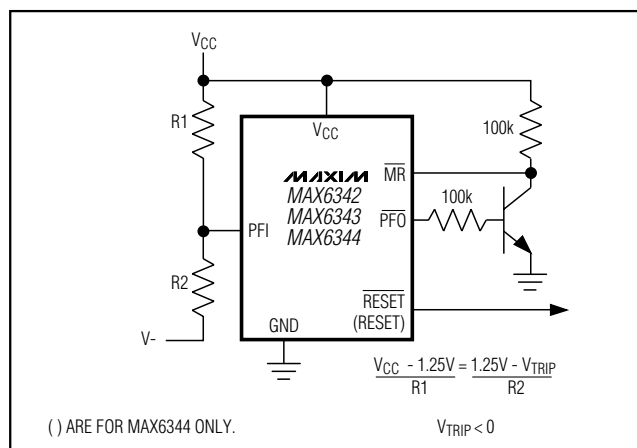 VCC
R1
100k
VCC
MAXIM
MAX6342
MAX6343
MAX6344
MR
100k
PFI
PFO
R2
RESET
(RESET)
GND
V-
VCC - 1.25V = 1.25V - VTRIP
R1 R2
( ) ARE FOR MAX6344 ONLY.
VTRIP < 0